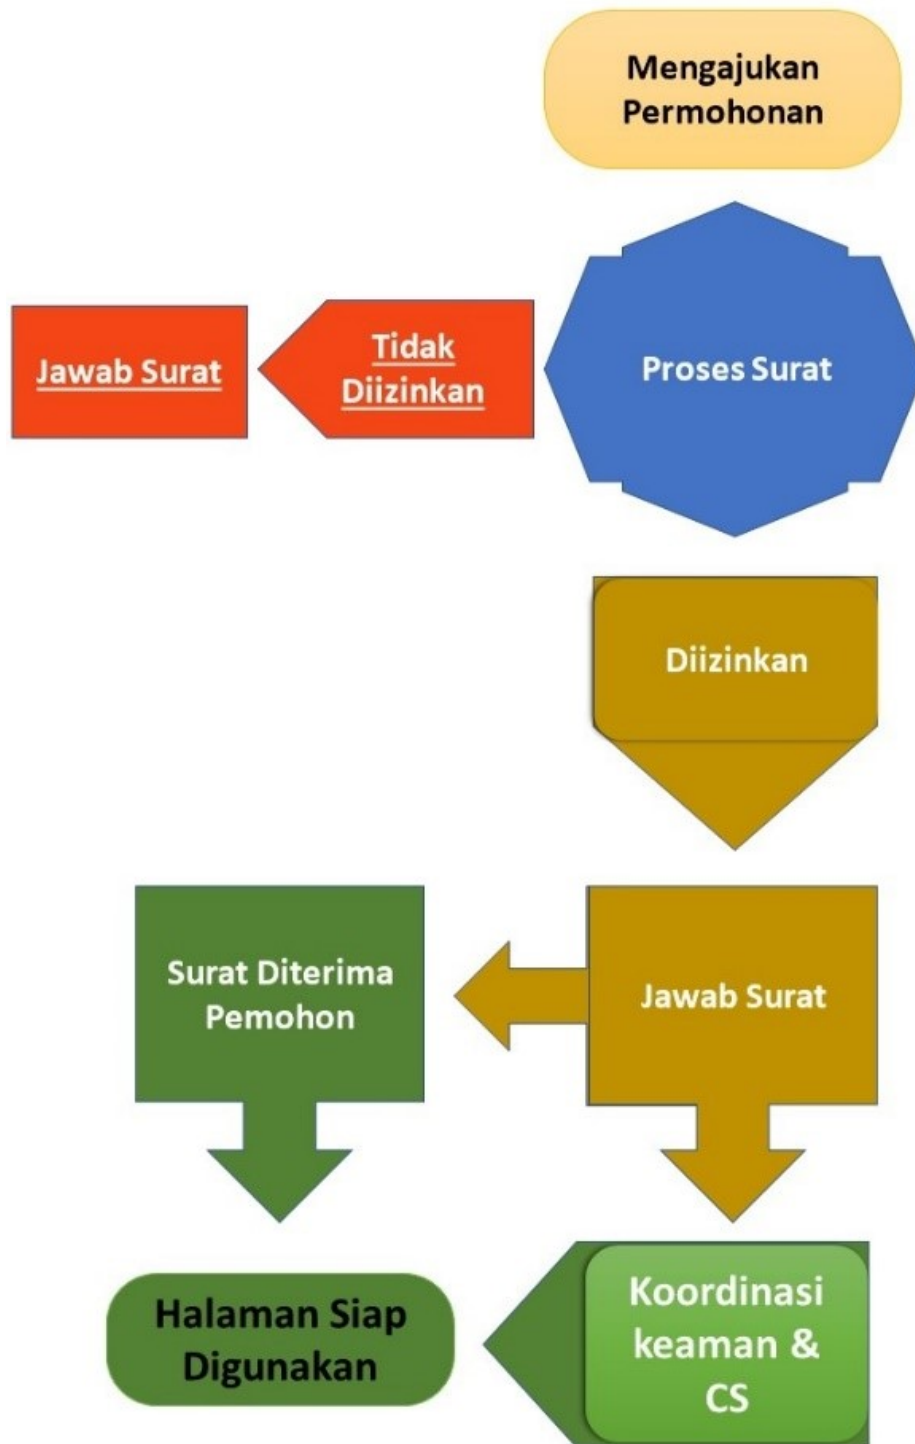 Mengajukan
Permohonan
Proses Surat
Tidak
Diizinkan
Jawab Surat
Diizinkan
Jawab Surat
Surat Diterima
Pemohon
Koordinasi
keaman &
CS
Halaman Siap
Digunakan